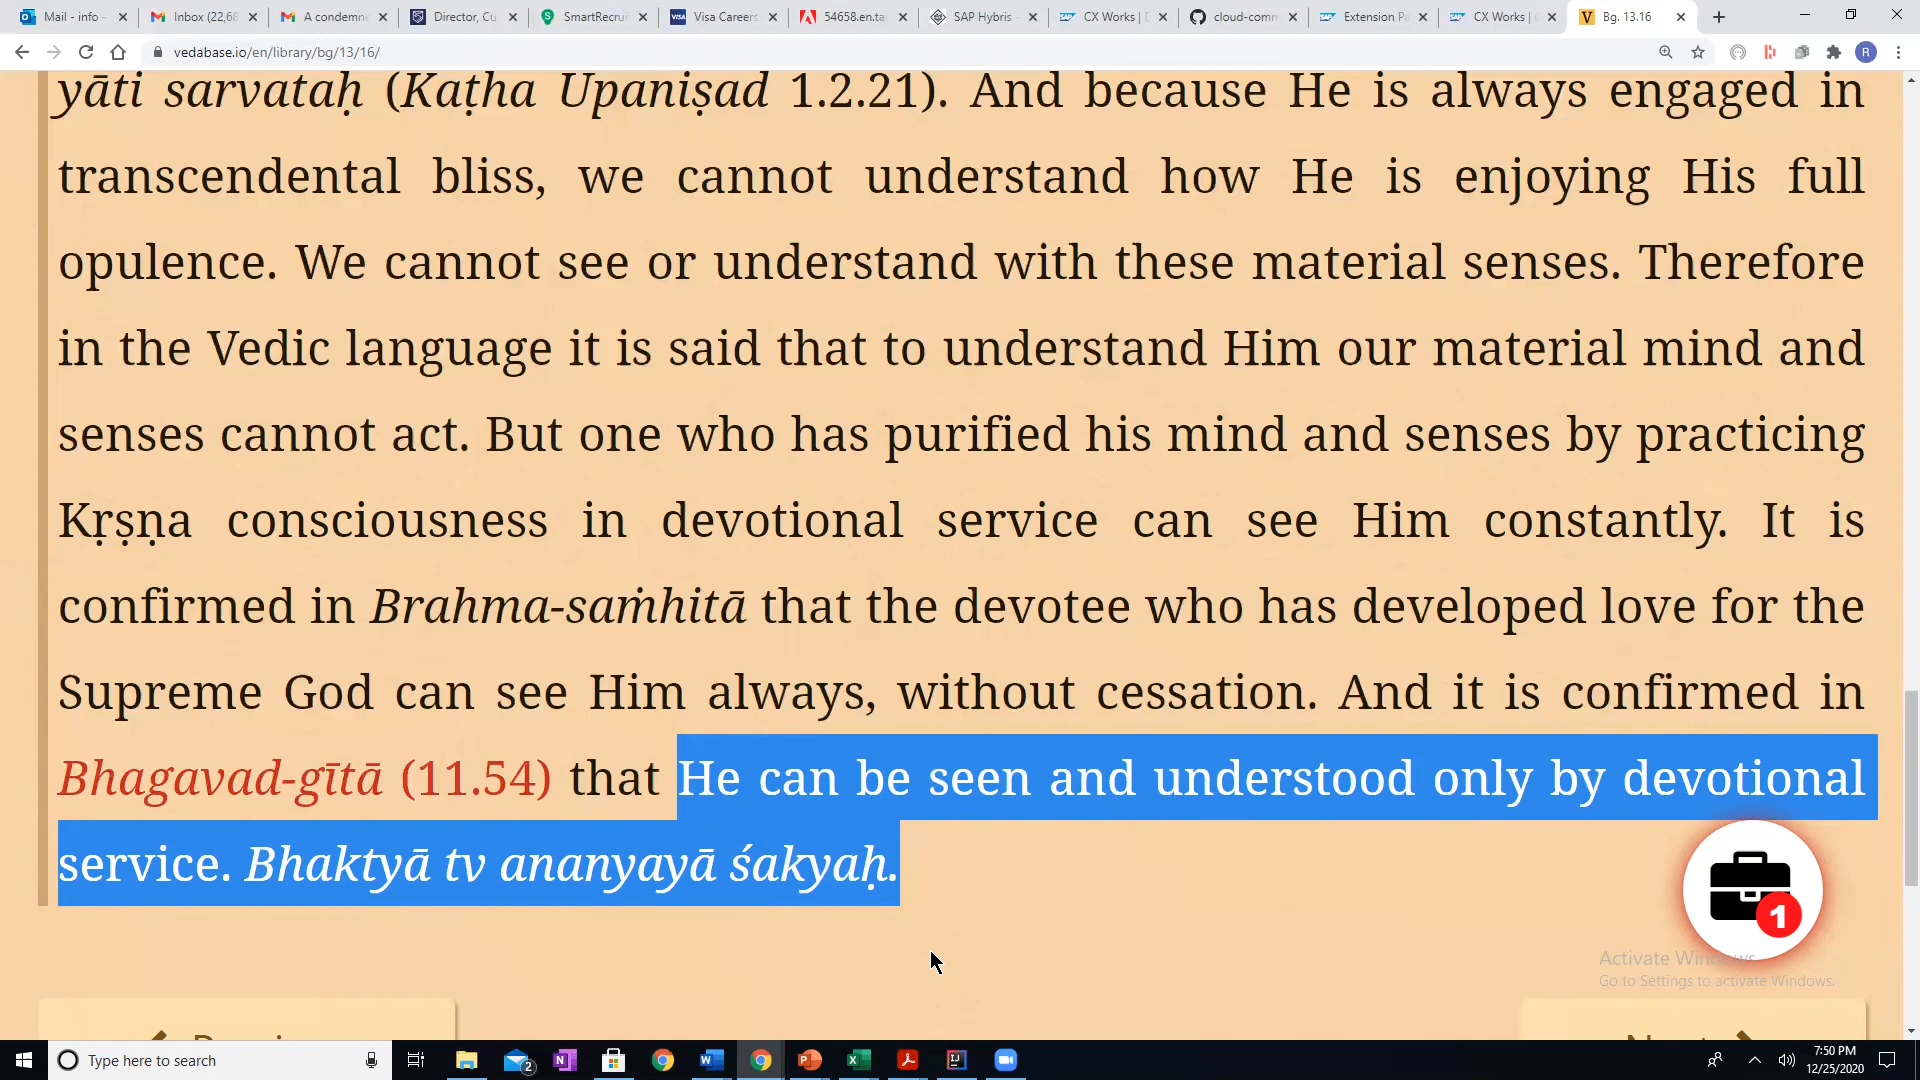 Mail - info -
Inbox (22,68
A condemne
Director, Cu
SmartRecrui
Visa Careers
54658.en.tar
SAP Hybris
CX Works | D
cloud-comm
Extension Pa
CX Works |
Bg. 13.16
vedabase.io/en/library/bg/13/16/
R
yāti sarvataḥ (Kaṭha Upaniṣad 1.2.21). And because He is always engaged in
transcendental bliss, we cannot understand how He is enjoying His full
opulence. We cannot see or understand with these material senses. Therefore
in the Vedic language it is said that to understand Him our material mind and
senses cannot act. But one who has purified his mind and senses by practicing
Kṛṣṇa consciousness in devotional service can see Him constantly. It is
confirmed in Brahma-saṁhitā that the devotee who has developed love for the
Supreme God can see Him always, without cessation. And it is confirmed in
Bhagavad-gītā (11.54) that He can be seen and understood only by devotional
service. Bhaktyā tv ananyayā śakyaḥ.
1
Activate Windows
Go to Settings to activate Windows.
Type here to search
2
7:50 PM
12/25/2020